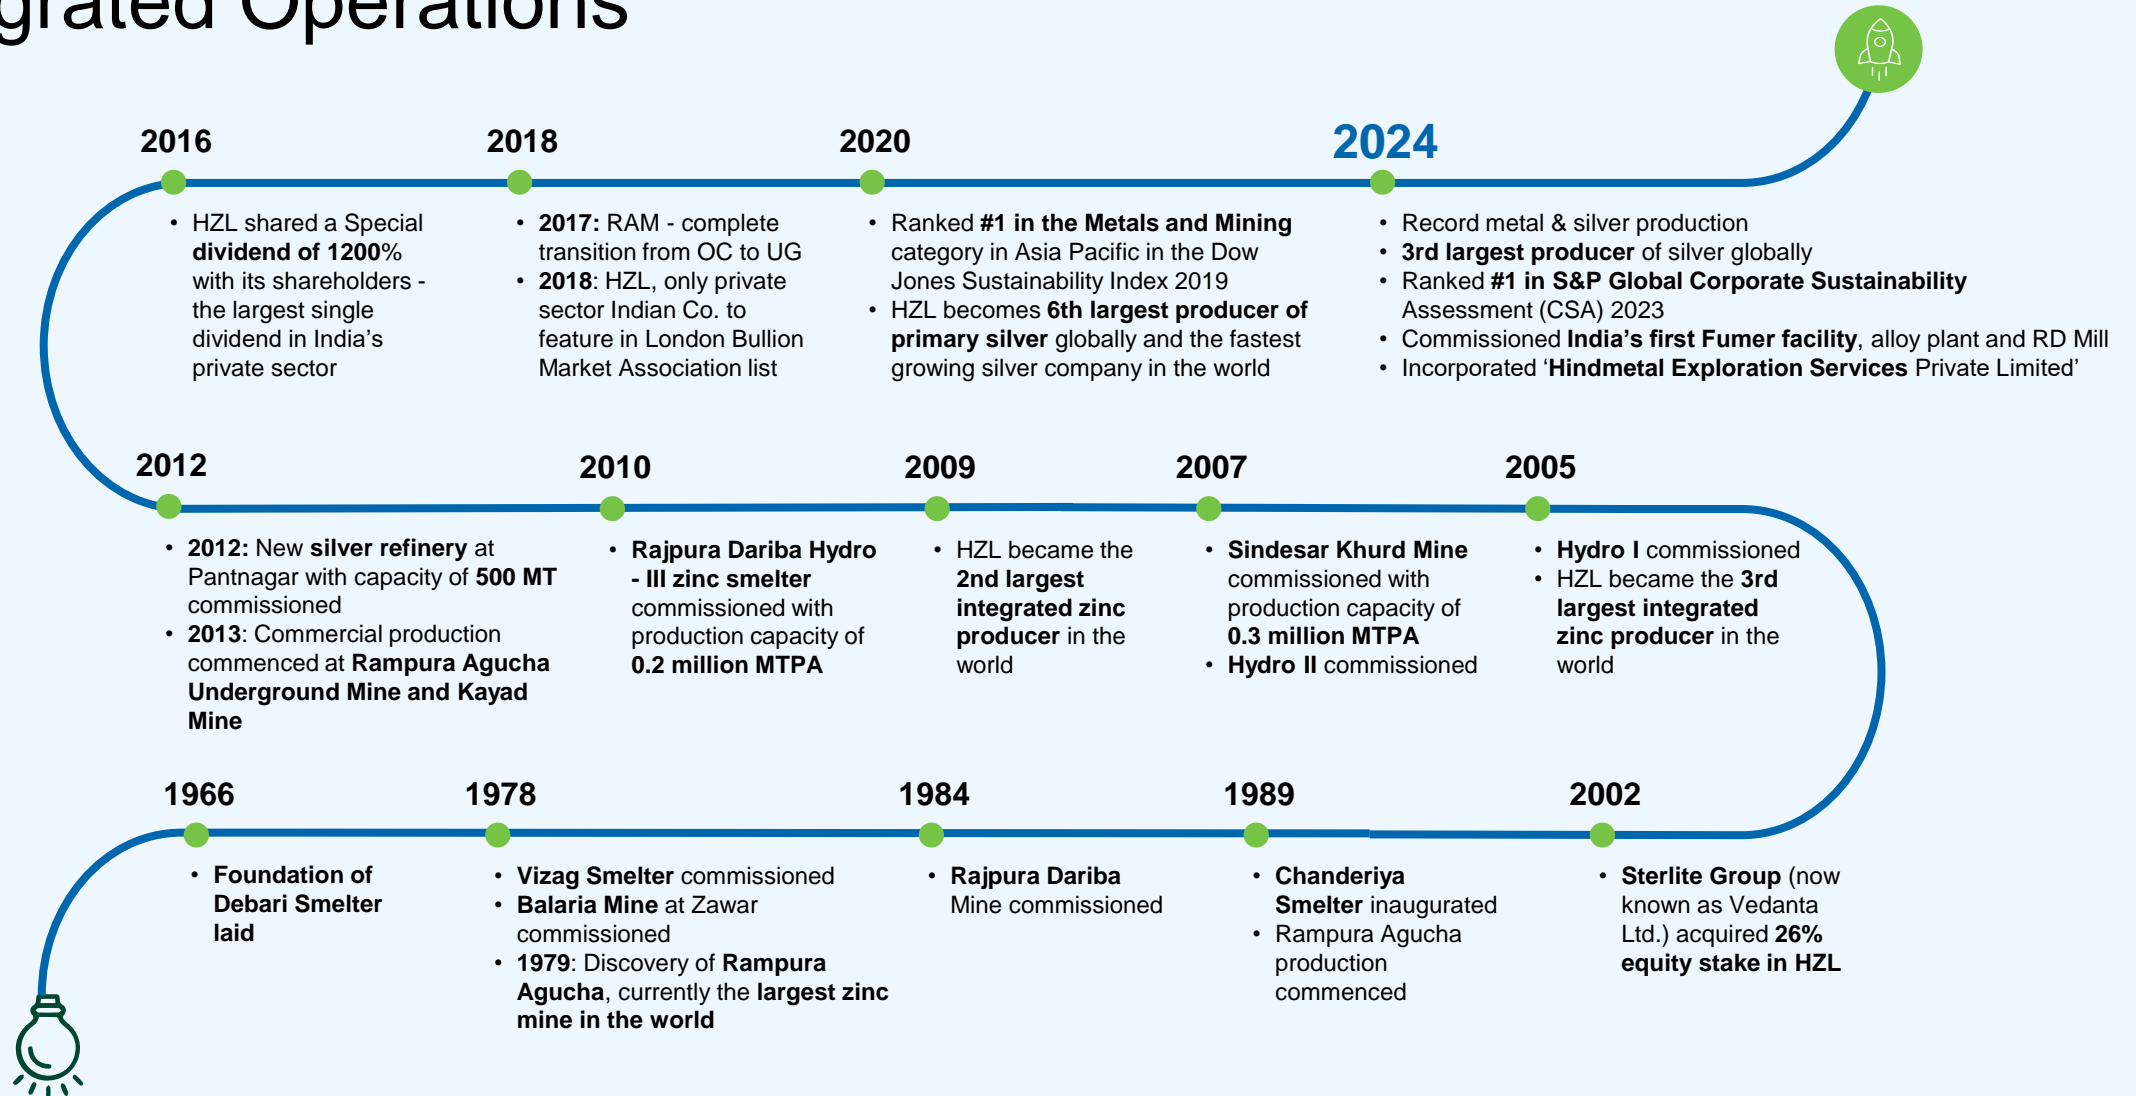 grated Operations
2016
• HZL shared a Special
dividend of 1200%
with its shareholders -
the largest single
dividend in India’s
private sector
2018
• 2017: RAM - complete
transition from OC to UG
• 2018: HZL, only private
sector Indian Co. to
feature in London Bullion
Market Association list
2020
• Ranked #1 in the Metals and Mining
category in Asia Pacific in the Dow
Jones Sustainability Index 2019
• HZL becomes 6th largest producer of
primary silver globally and the fastest
growing silver company in the world
2024
• Record metal & silver production
• 3rd largest producer of silver globally
• Ranked #1 in S&P Global Corporate Sustainability
Assessment (CSA) 2023
• Commissioned India’s first Fumer facility, alloy plant and RD Mill
• Incorporated ‘Hindmetal Exploration Services Private Limited’
2012
• 2012: New silver refinery at
Pantnagar with capacity of 500 MT
commissioned
• 2013: Commercial production
commenced at Rampura Agucha
Underground Mine and Kayad
Mine
2010
• Rajpura Dariba Hydro
- III zinc smelter
commissioned with
production capacity of
0.2 million MTPA
2009
• HZL became the
2nd largest
integrated zinc
producer in the
world
2007
• Sindesar Khurd Mine
commissioned with
production capacity of
0.3 million MTPA
• Hydro II commissioned
2005
• Hydro I commissioned
• HZL became the 3rd
largest integrated
zinc producer in the
world
1966
• Foundation of
Debari Smelter
laid
1978
• Vizag Smelter commissioned
• Balaria Mine at Zawar
commissioned
• 1979: Discovery of Rampura
Agucha, currently the largest zinc
mine in the world
1984
• Rajpura Dariba
Mine commissioned
1989
• Chanderiya
Smelter inaugurated
• Rampura Agucha
production
commenced
2002
• Sterlite Group (now
known as Vedanta
Ltd.) acquired 26%
equity stake in HZL